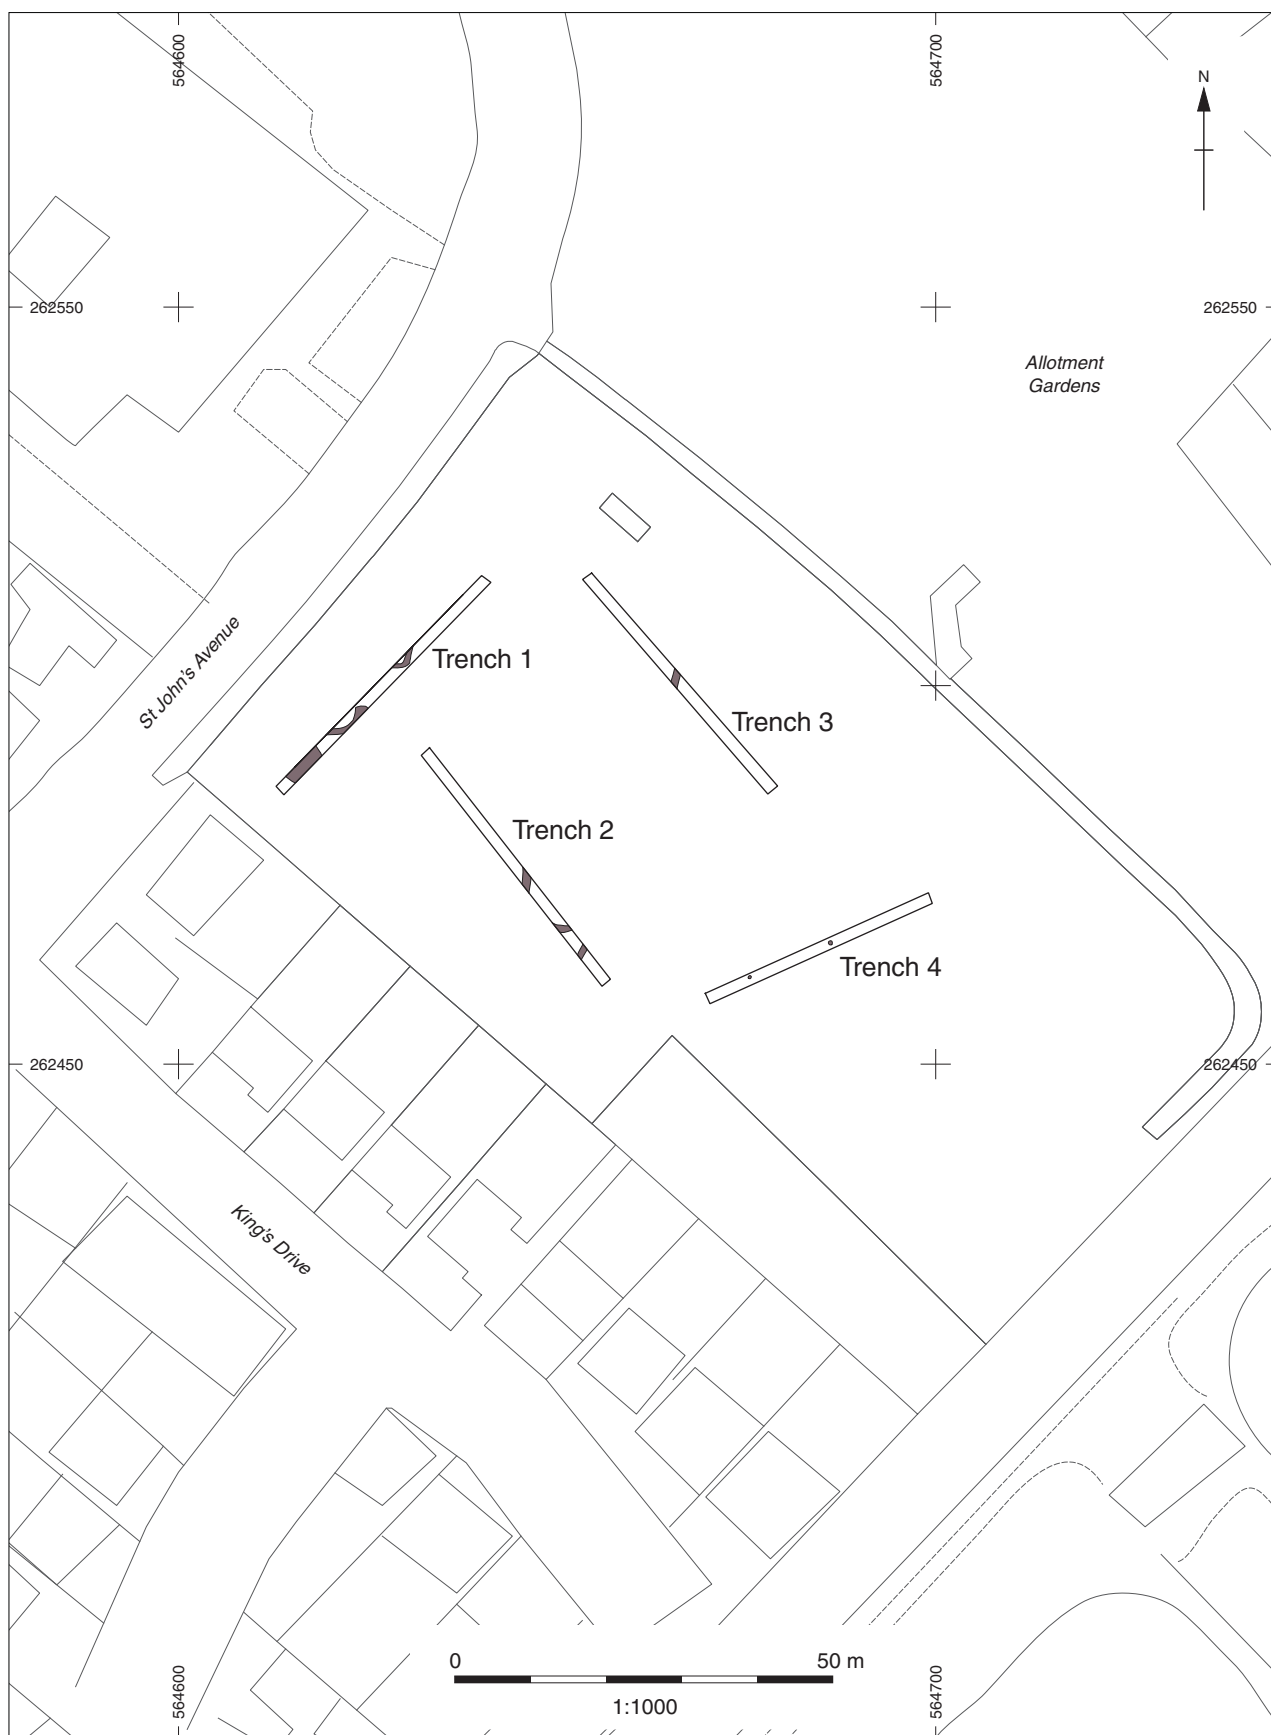 564600
564700
N
262550
262550
Allotment
Gardens
St John's Avenue
Trench 1
Trench 3
Trench 2
Trench 4
262450
262450
King's Drive
0
50 m
1:1000
564600
564700